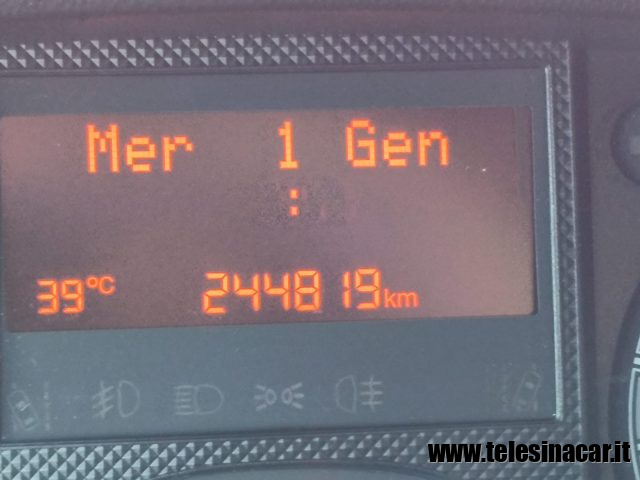 Mer 1 Gen
:
39°C 244819km
www.telesinacar.it